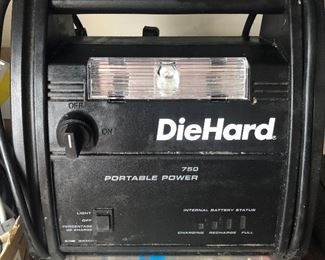 OFF
ON
DieHard
750
PORTABLE POWER
LIGHT
OFF
PERCENTAGE
OF CHARGE
INTERNAL BATTERY STATUS
CHARGING RECHARGE FULL